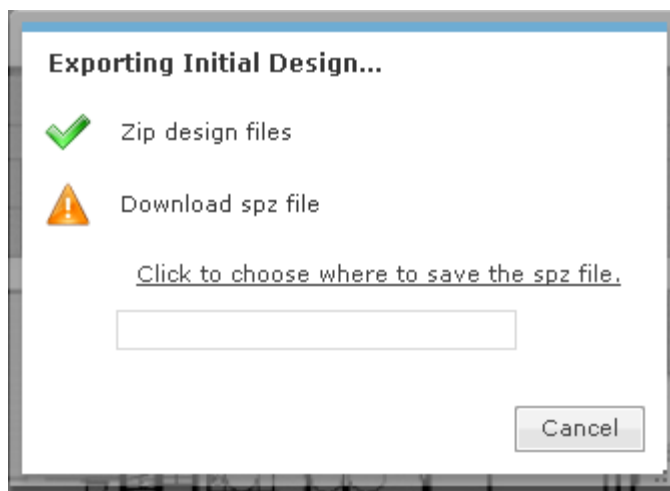 Exporting Initial Design...
Zip design files
Download spz file
Click to choose where to save the spz file.
Cancel